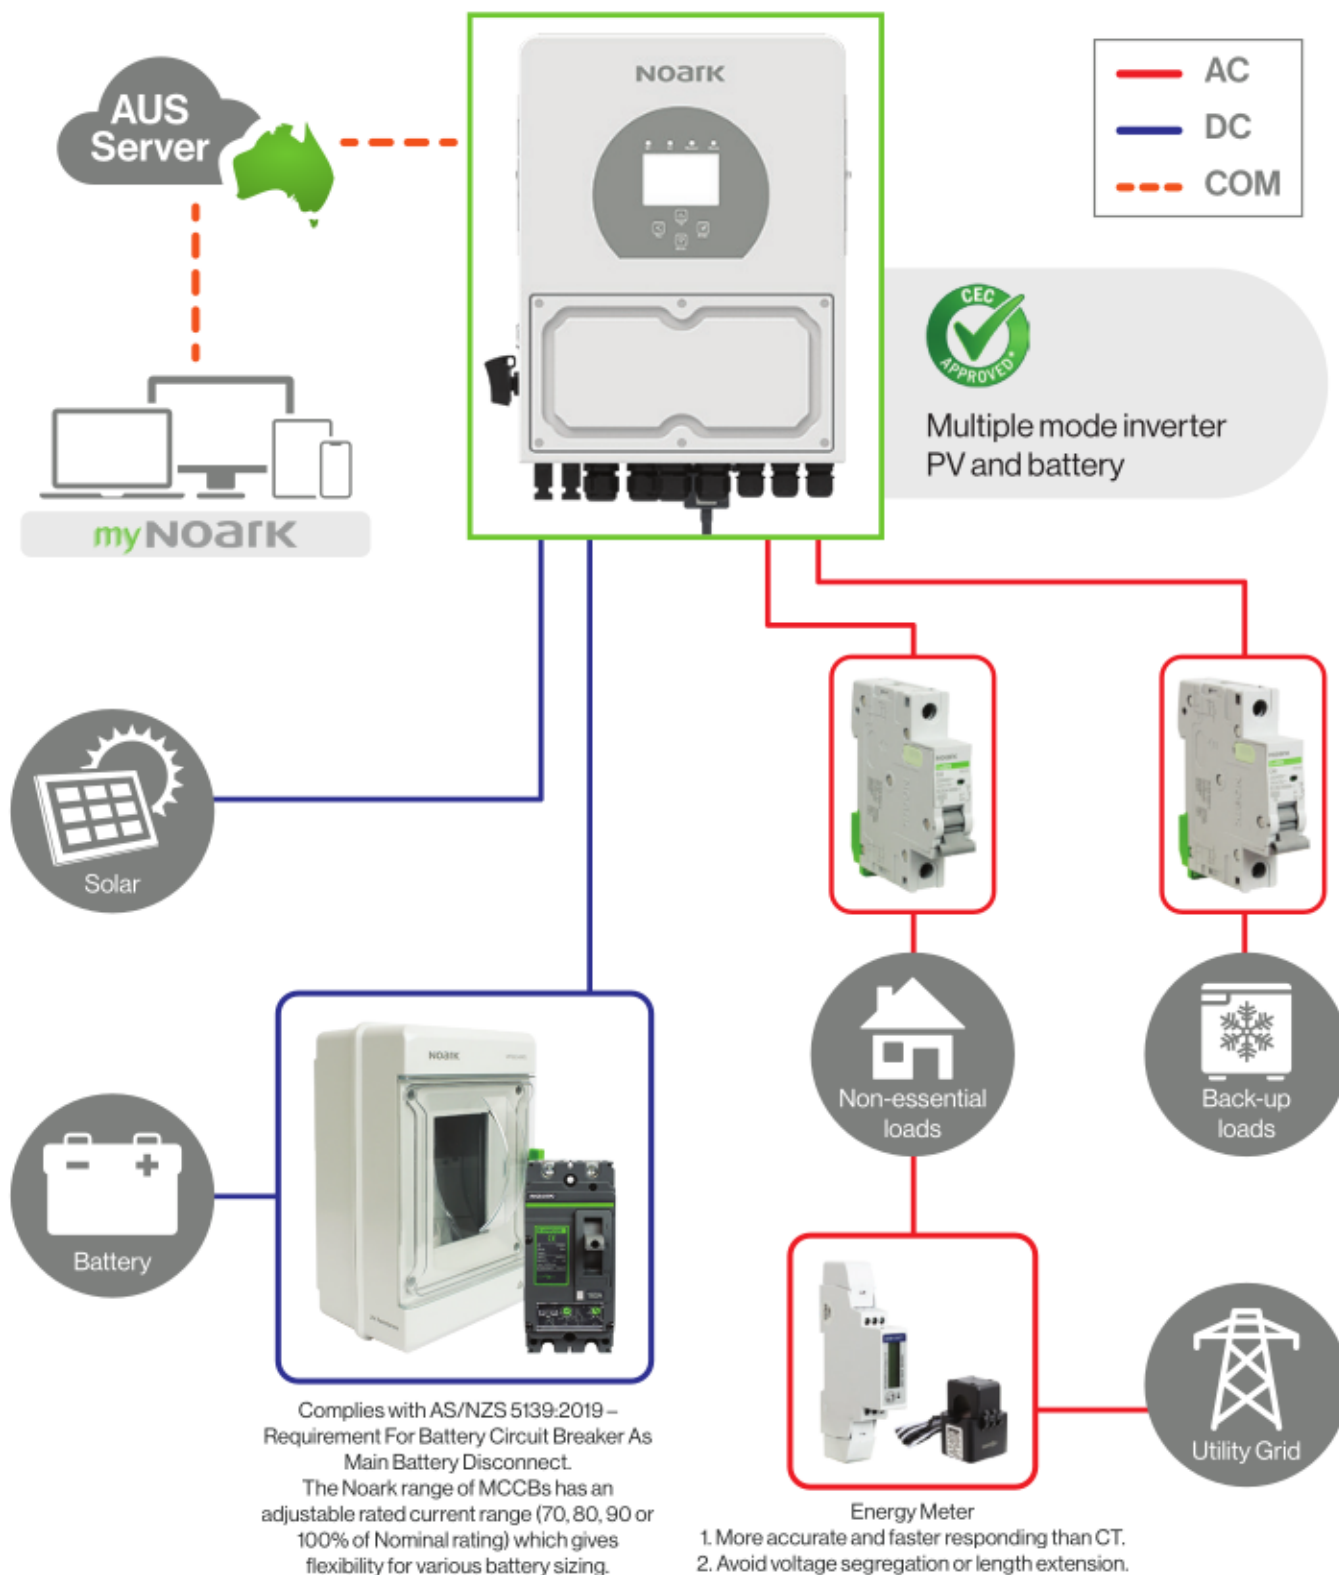 NOARK
AUS
Server
AC
DC
COM
CEC
APPROVED*
Multiple mode inverter
PV and battery
myNOARK
Solar
Non-essential
loads
Back-up
loads
NOARK
Battery
Utility Grid
Complies with AS/NZS 5139:2019 –
Requirement For Battery Circuit Breaker As
Main Battery Disconnect.
The Noark range of MCCBs has an
adjustable rated current range (70, 80, 90 or
100% of Nominal rating) which gives
flexibility for various battery sizing.
Energy Meter
1. More accurate and faster responding than CT.
2. Avoid voltage segregation or length extension.